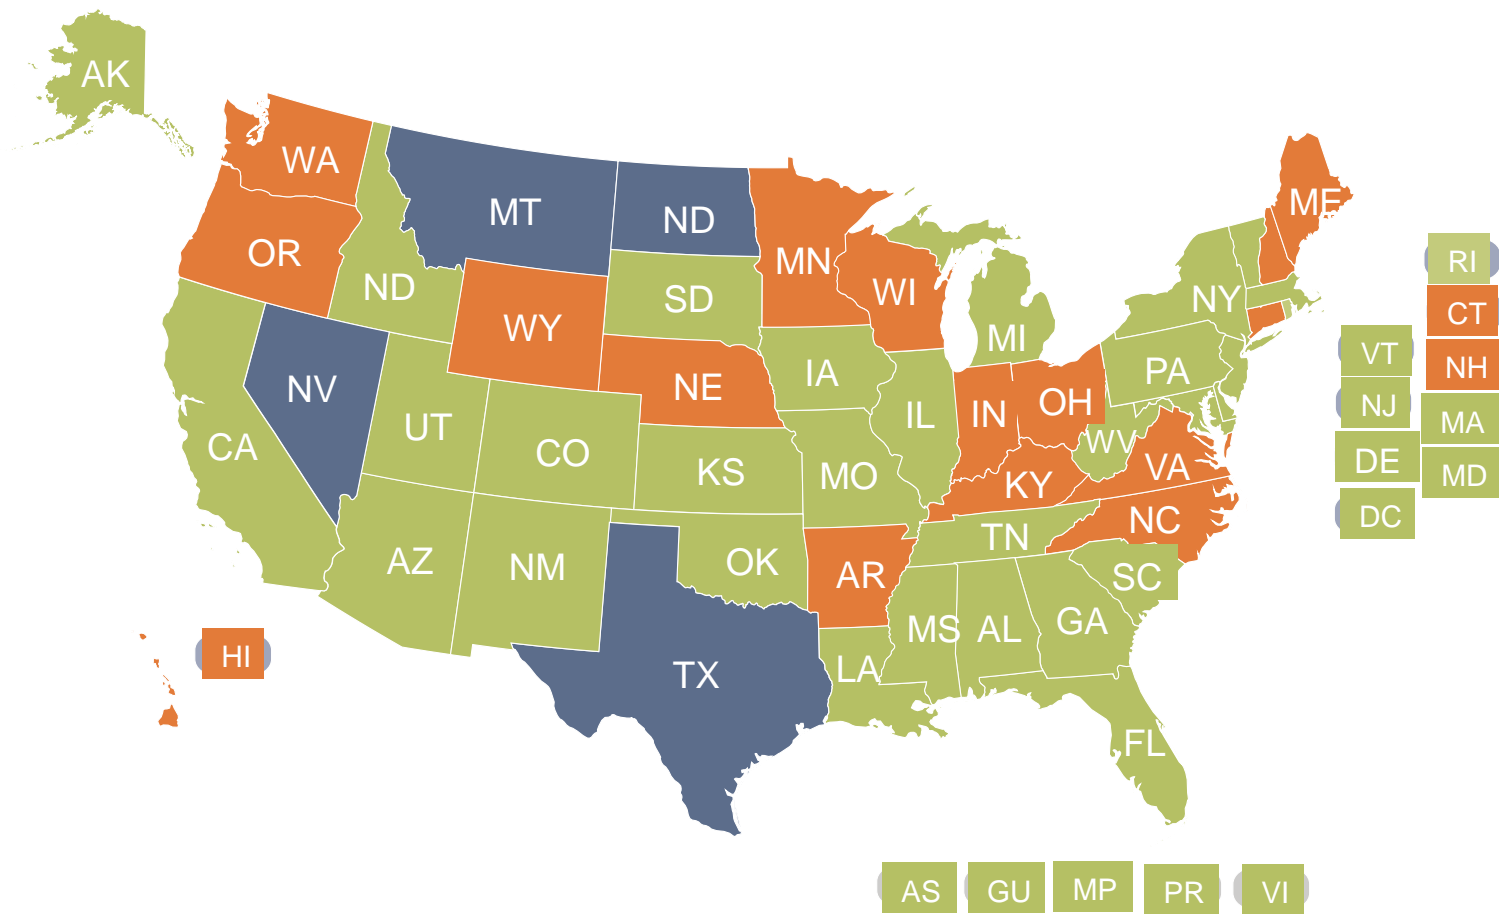 AK
WA
MT
ND
ME
OR
MN
RI
ND
SD
WI
NY
WY
MI
CT
VT
NH
NV
NE
IA
PA
IL
IN
OH
NJ
MA
UT
CA
CO
KS
MO
WV
VA
DE
MD
KY
NC
DC
AZ
NM
OK
TN
AR
SC
MS
AL
GA
HI
TX
LA
FL
AS
GU
MP
PR
VI